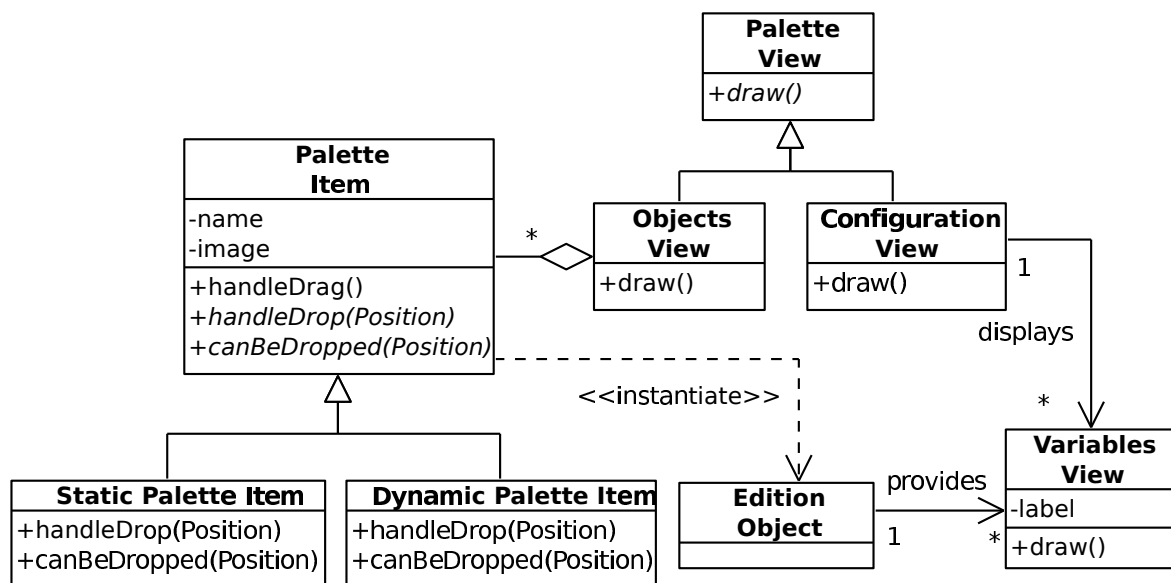 Palette
View
+draw()
Palette
Item
-name
-image
+handleDrag()
+handleDrop(Position)
+canBeDropped(Position)
*
Objects
View
+draw()
Configuration
View
+draw()
1
displays
*
<<instantiate>>
Static Palette Item
+handleDrop(Position)
+canBeDropped(Position)
Dynamic Palette Item
+handleDrop(Position)
+canBeDropped(Position)
Edition
Object
provides
1
*
Variables
View
-label
+draw()